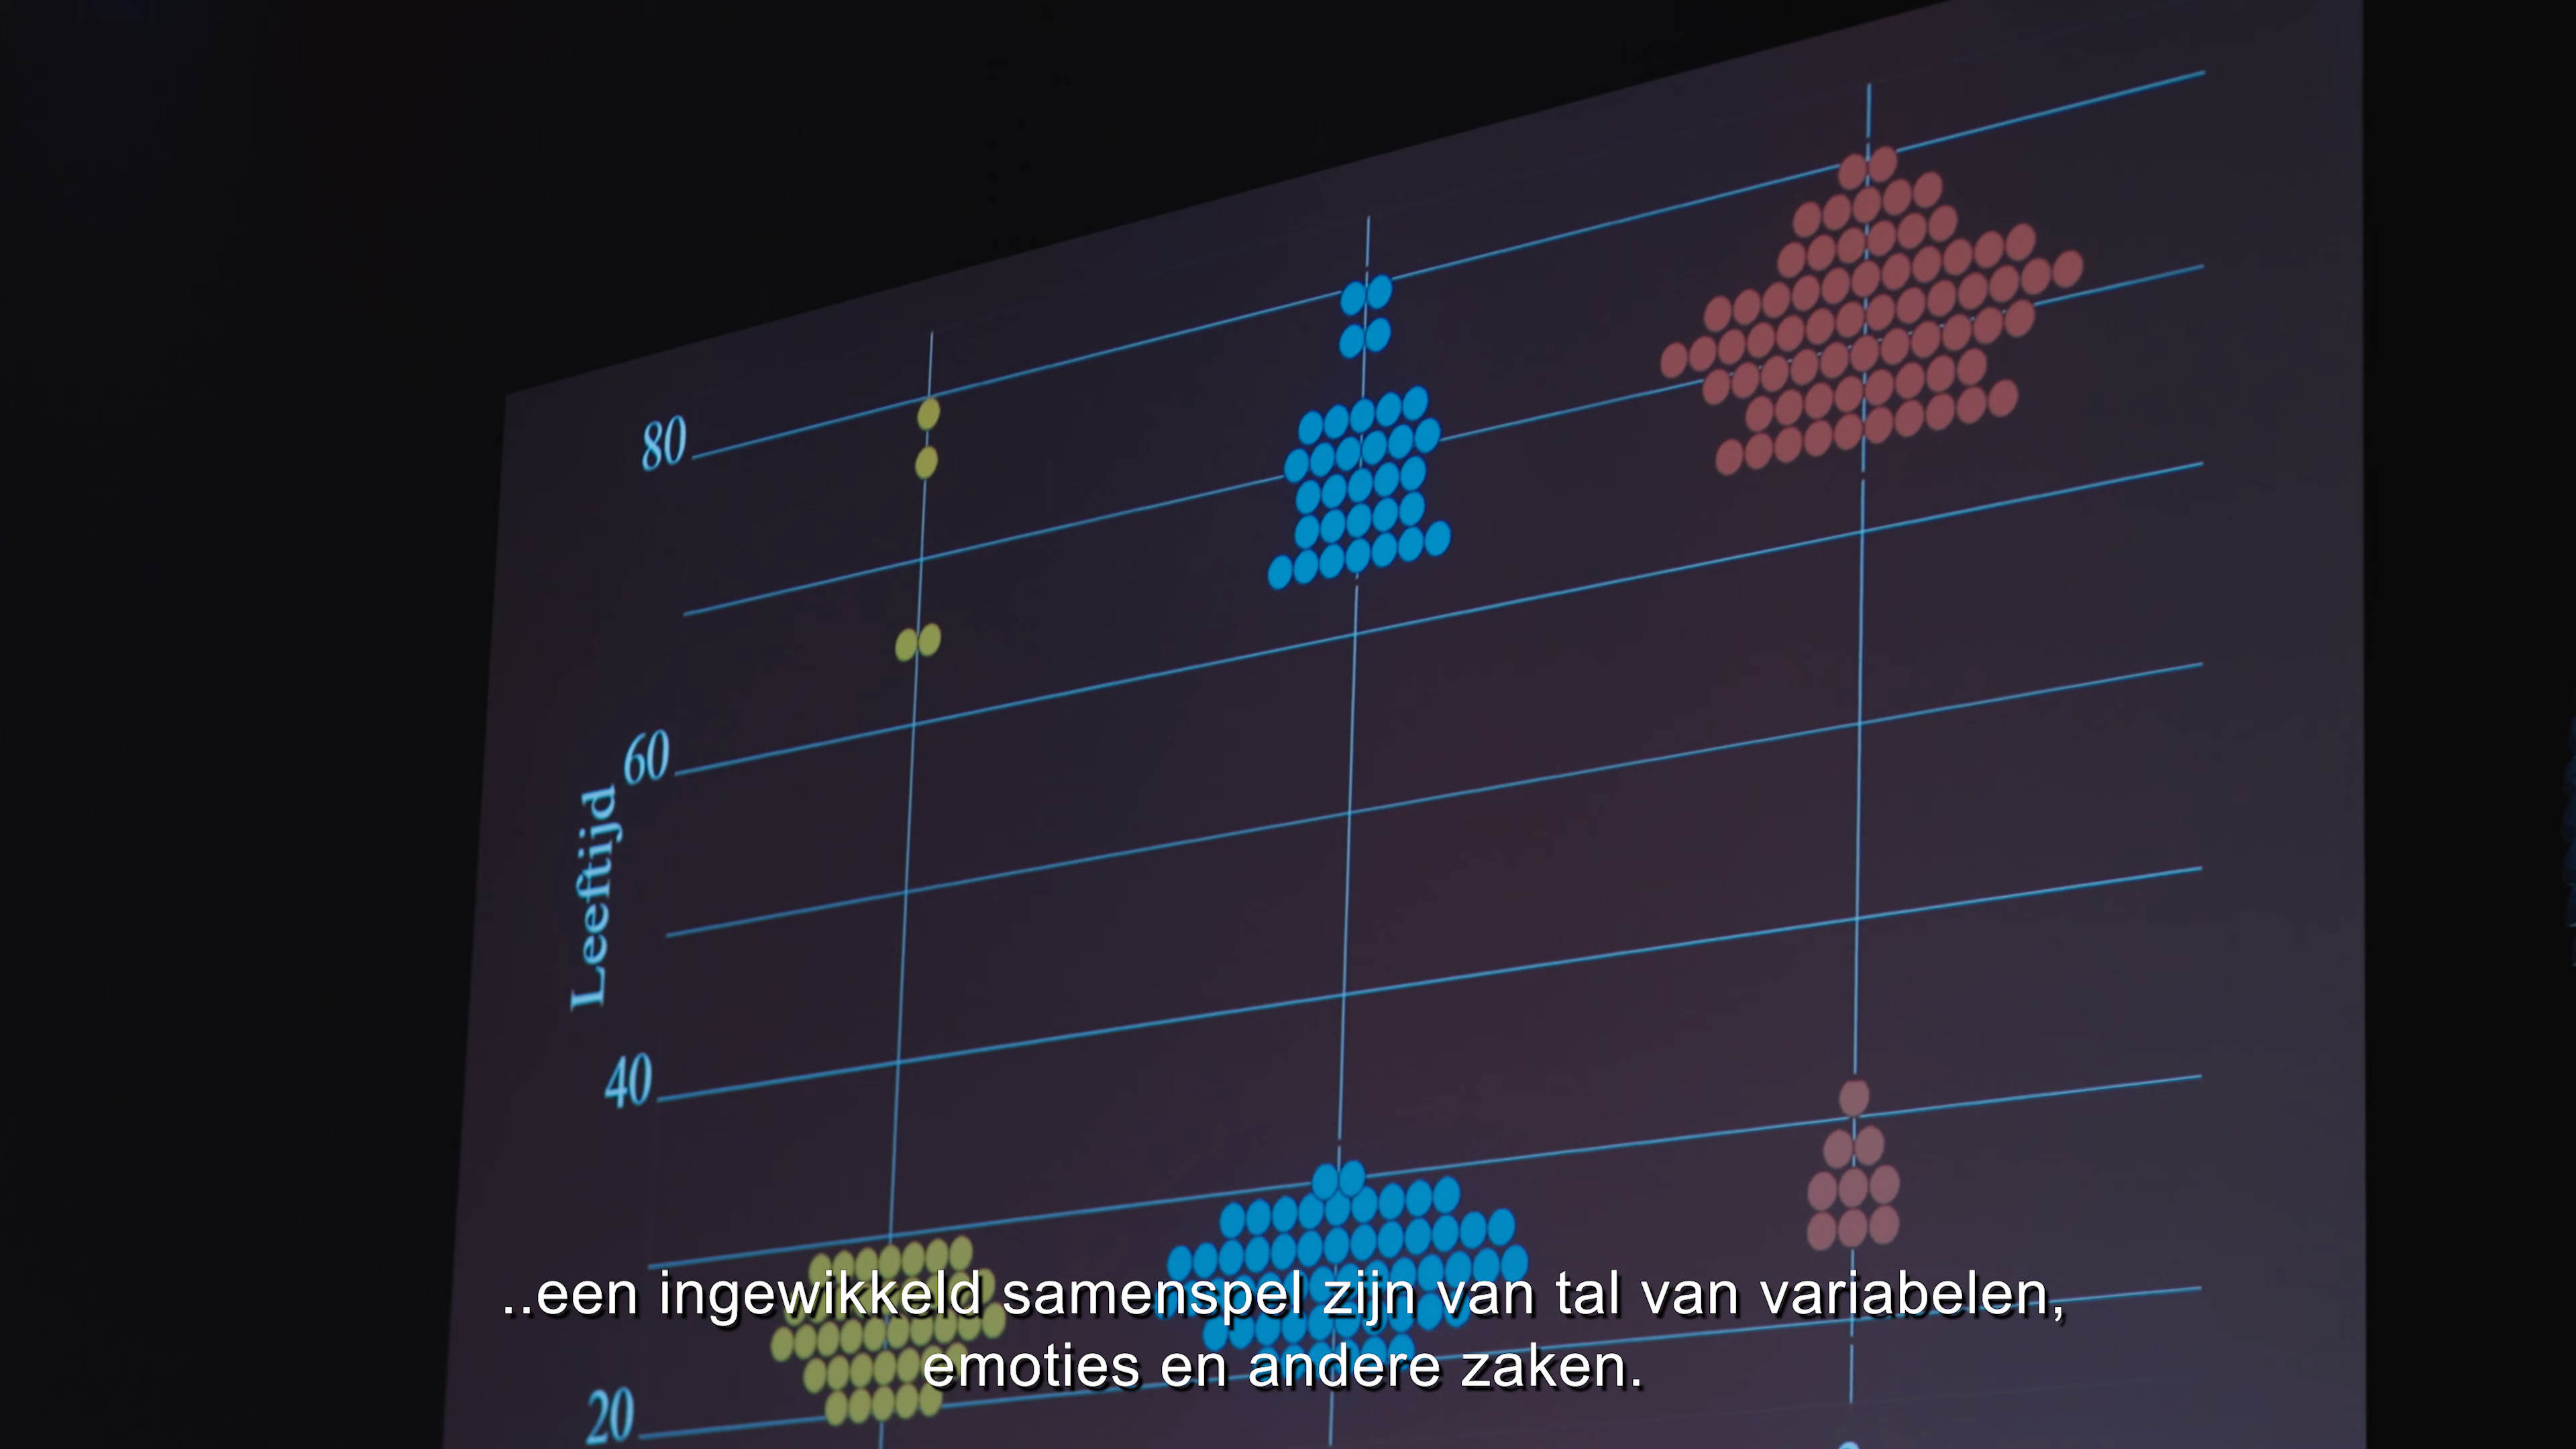 80
60
Leeftijd
40
20
..een ingewikkeld samenspel zijn van tal van variabelen,
emoties en andere zaken.